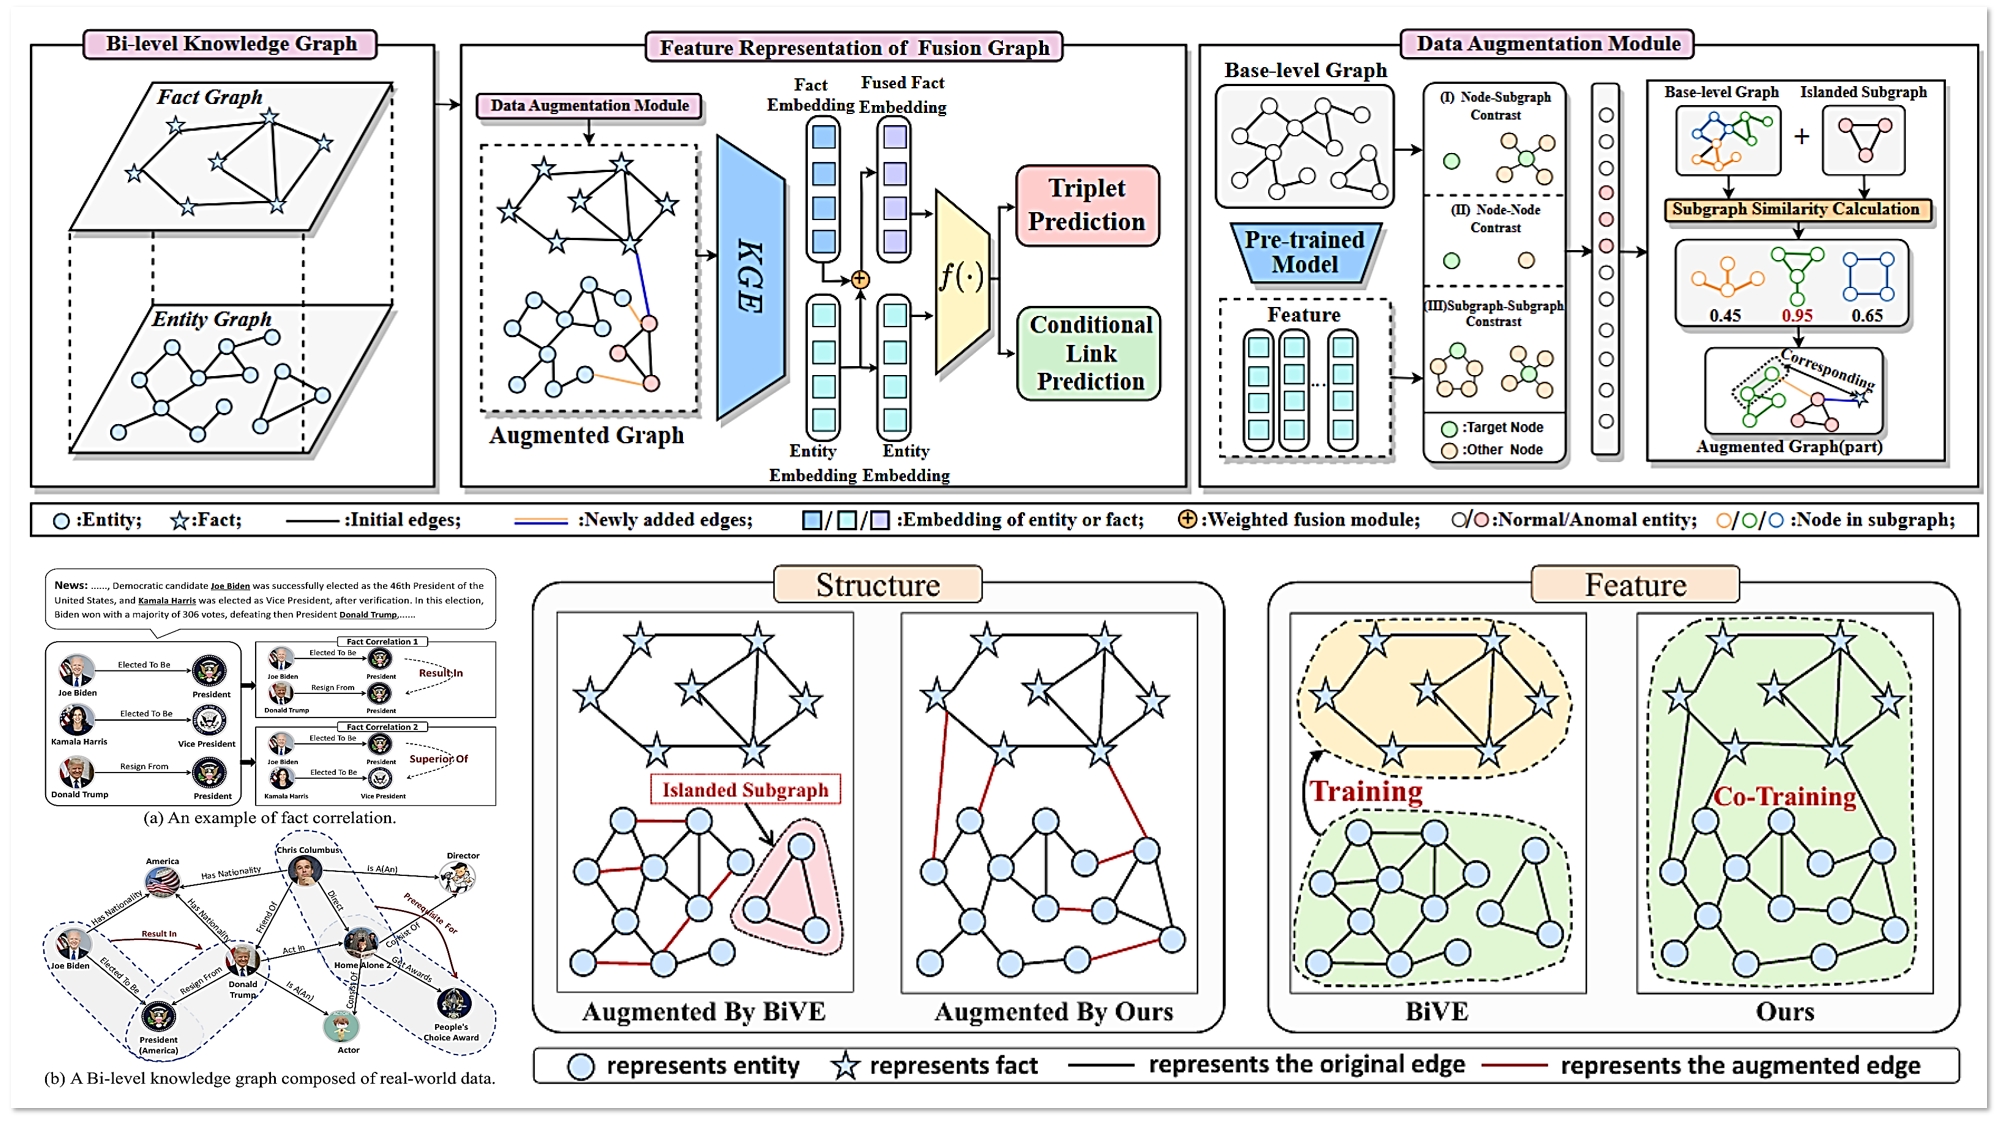 Bi-level Knowledge Graph
Fact Graph
Entity Graph
Feature Representation of Fusion Graph
Data Augmentation Module
Augmented Graph
KGE
Fact
Embedding
Fused Fact
Embedding
Entity
Embedding
Entity
Embedding
f(·)
Triplet
Prediction
Conditional
Link
Prediction
Data Augmentation Module
Base-level Graph
Pre-trained
Model
Feature
...
(I) Node-Subgraph
Contrast
(II) Node-Node
Contrast
(III)Subgraph-Subgraph
Constrast
:Target Node
:Other Node
Base-level Graph
+
Islanded Subgraph
Subgraph Similarity Calculation
0.45
0.95
0.65
Corresponding
Augmented Graph(part)
:Entity;
:Fact;
:Initial edges;
:Newly added edges;
/ / :Embedding of entity or fact;
:Weighted fusion module;
/ :Normal/Anomal entity;
/ / :Node in subgraph;
News: ......, Democratic candidate Joe Biden was successfully elected as the 46th President of the
United States, and Kamala Harris was elected as Vice President, after verification. In this election,
Biden won with a majority of 306 votes, defeating then President Donald Trump,......
Joe Biden
Elected To Be
President
Kamala Harris
Elected To Be
Vice President
Donald Trump
Resign From
President
Fact Correlation 1
Elected To Be
Joe Biden
President
Resign From
Donald Trump
President
Result In
Fact Correlation 2
Elected To Be
Joe Biden
President
Elected To Be
Kamala Harris
Vice President
Superior Of
(a) An example of fact correlation.
Chris Columbus
America
Director
Has Nationality
Is A(An)
Has Nationality
Has Nationality
Friend Of
Direct
Prerequisite For
Consist Of
Result In
Joe Biden
Elected To Be
Resign From
Donald
Trump
Act In
Home Alone 2
Get Awards
Is A(An)
Consist Of
President
(America)
Actor
People's
Choice Award
(b) A Bi-level knowledge graph composed of real-world data.
Structure
Islanded Subgraph
Augmented By BiVE
Augmented By Ours
Feature
Training
Co-Training
BiVE
Ours
represents entity
represents fact
represents the original edge
represents the augmented edge